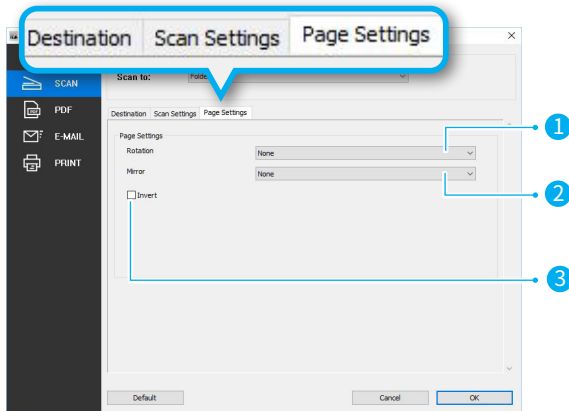 Destination Scan Settings Page Settings
SCAN
PDF
E-MAIL
PRINT
Scan to: Folde
Destination Scan Settings Page Settings
Page Settings
Rotation None
1
Mirror None
2
Invert
3
Default Cancel OK